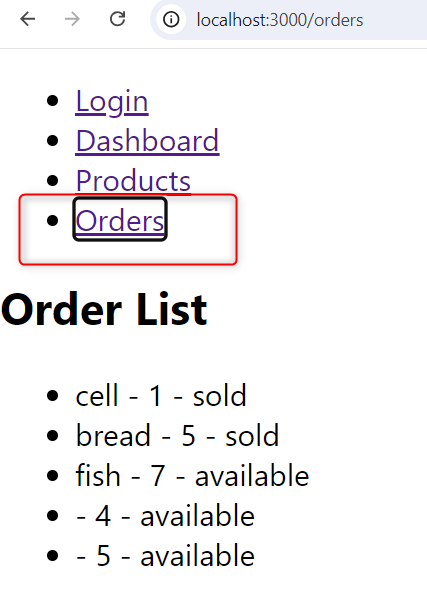 localhost:3000/orders
Login
Dashboard
Products
Orders
Order List
cell - 1 - sold
bread - 5 - sold
fish - 7 - available
- 4 - available
- 5 - available